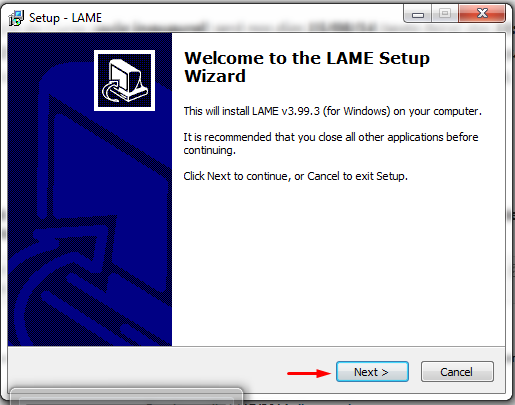 Setup - LAME
Welcome to the LAME Setup
Wizard
This will install LAME v3.99.3 (for Windows) on your computer.
It is recommended that you close all other applications before
continuing.
Click Next to continue, or Cancel to exit Setup.
Next >
Cancel